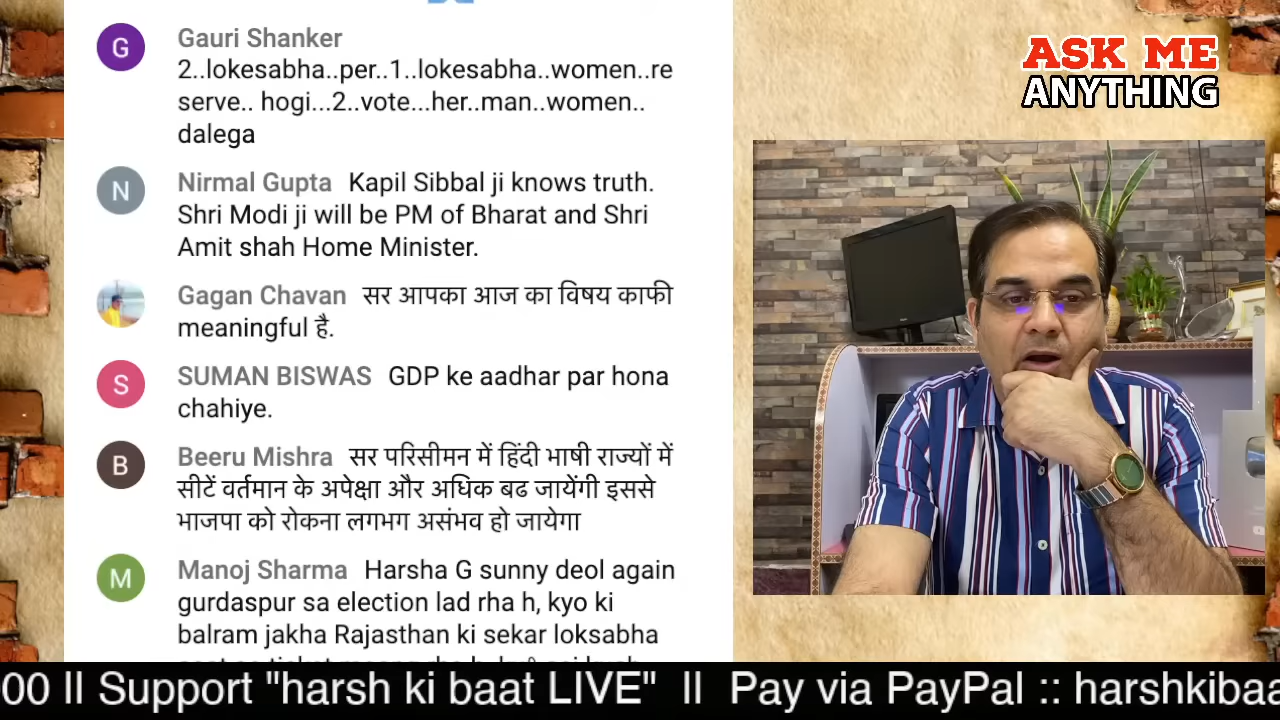 G
Gauri Shanker
2..lokesabha..per..1..lokesabha..women..re
serve.. hogi...2..vote...her..man..women..
dalega
N
Nirmal Gupta Kapil Sibbal ji knows truth.
Shri Modi ji will be PM of Bharat and Shri
Amit shah Home Minister.
Gagan Chavan सर आपका आज का विषय काफी
meaningful है.
S
SUMAN BISWAS GDP ke aadhar par hona
chahiye.
B
Beeru Mishra सर परिसीमन में हिंदी भाषी राज्यों में
सीटें वर्तमान के अपेक्षा और अधिक बढ जायेंगी इससे
भाजपा को रोकना लगभग असंभव हो जायेगा
M
Manoj Sharma Harsha G sunny deol again
gurdaspur sa election lad rha h, kyo ki
balram jakha Rajasthan ki sekar loksabha
ASK ME
ANYTHING
00 II Support "harsh ki baat LIVE" II Pay via PayPal :: harshkibaa